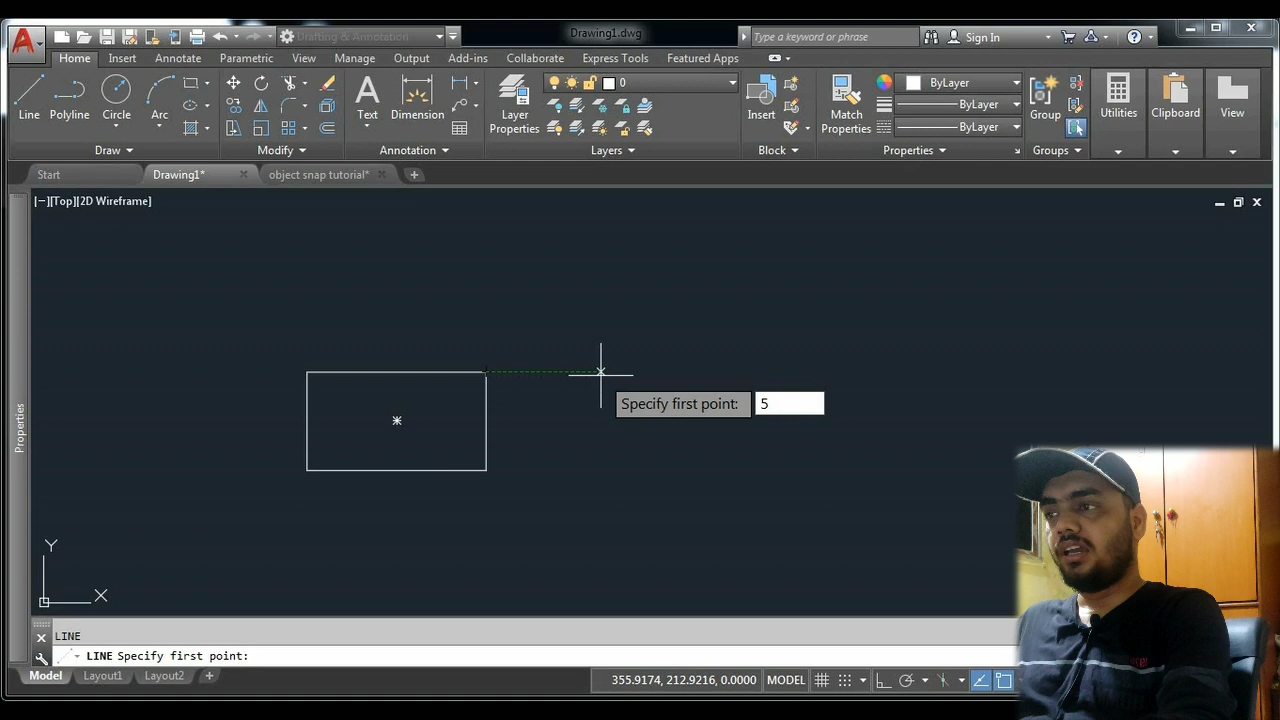 Drafting & Annotation
Drawing1.dwg
Type a keyword or phrase
Sign In
Home Insert Annotate Parametric View Manage Output Add-ins Collaborate Express Tools Featured Apps
Line Polyline Circle Arc
Draw
Modify
Text Dimension
Annotation
Layer Properties
0
Layers
Insert
Block
Match Properties
ByLayer
ByLayer
ByLayer
Properties
Group
Groups
Utilities
Clipboard
View
Start Drawing1* object snap tutorial*
[−][Top][2D Wireframe]
Properties
Specify first point: 5
Y
X
LINE
LINE Specify first point:
Model Layout1 Layout2
355.9174, 212.9216, 0.0000 MODEL